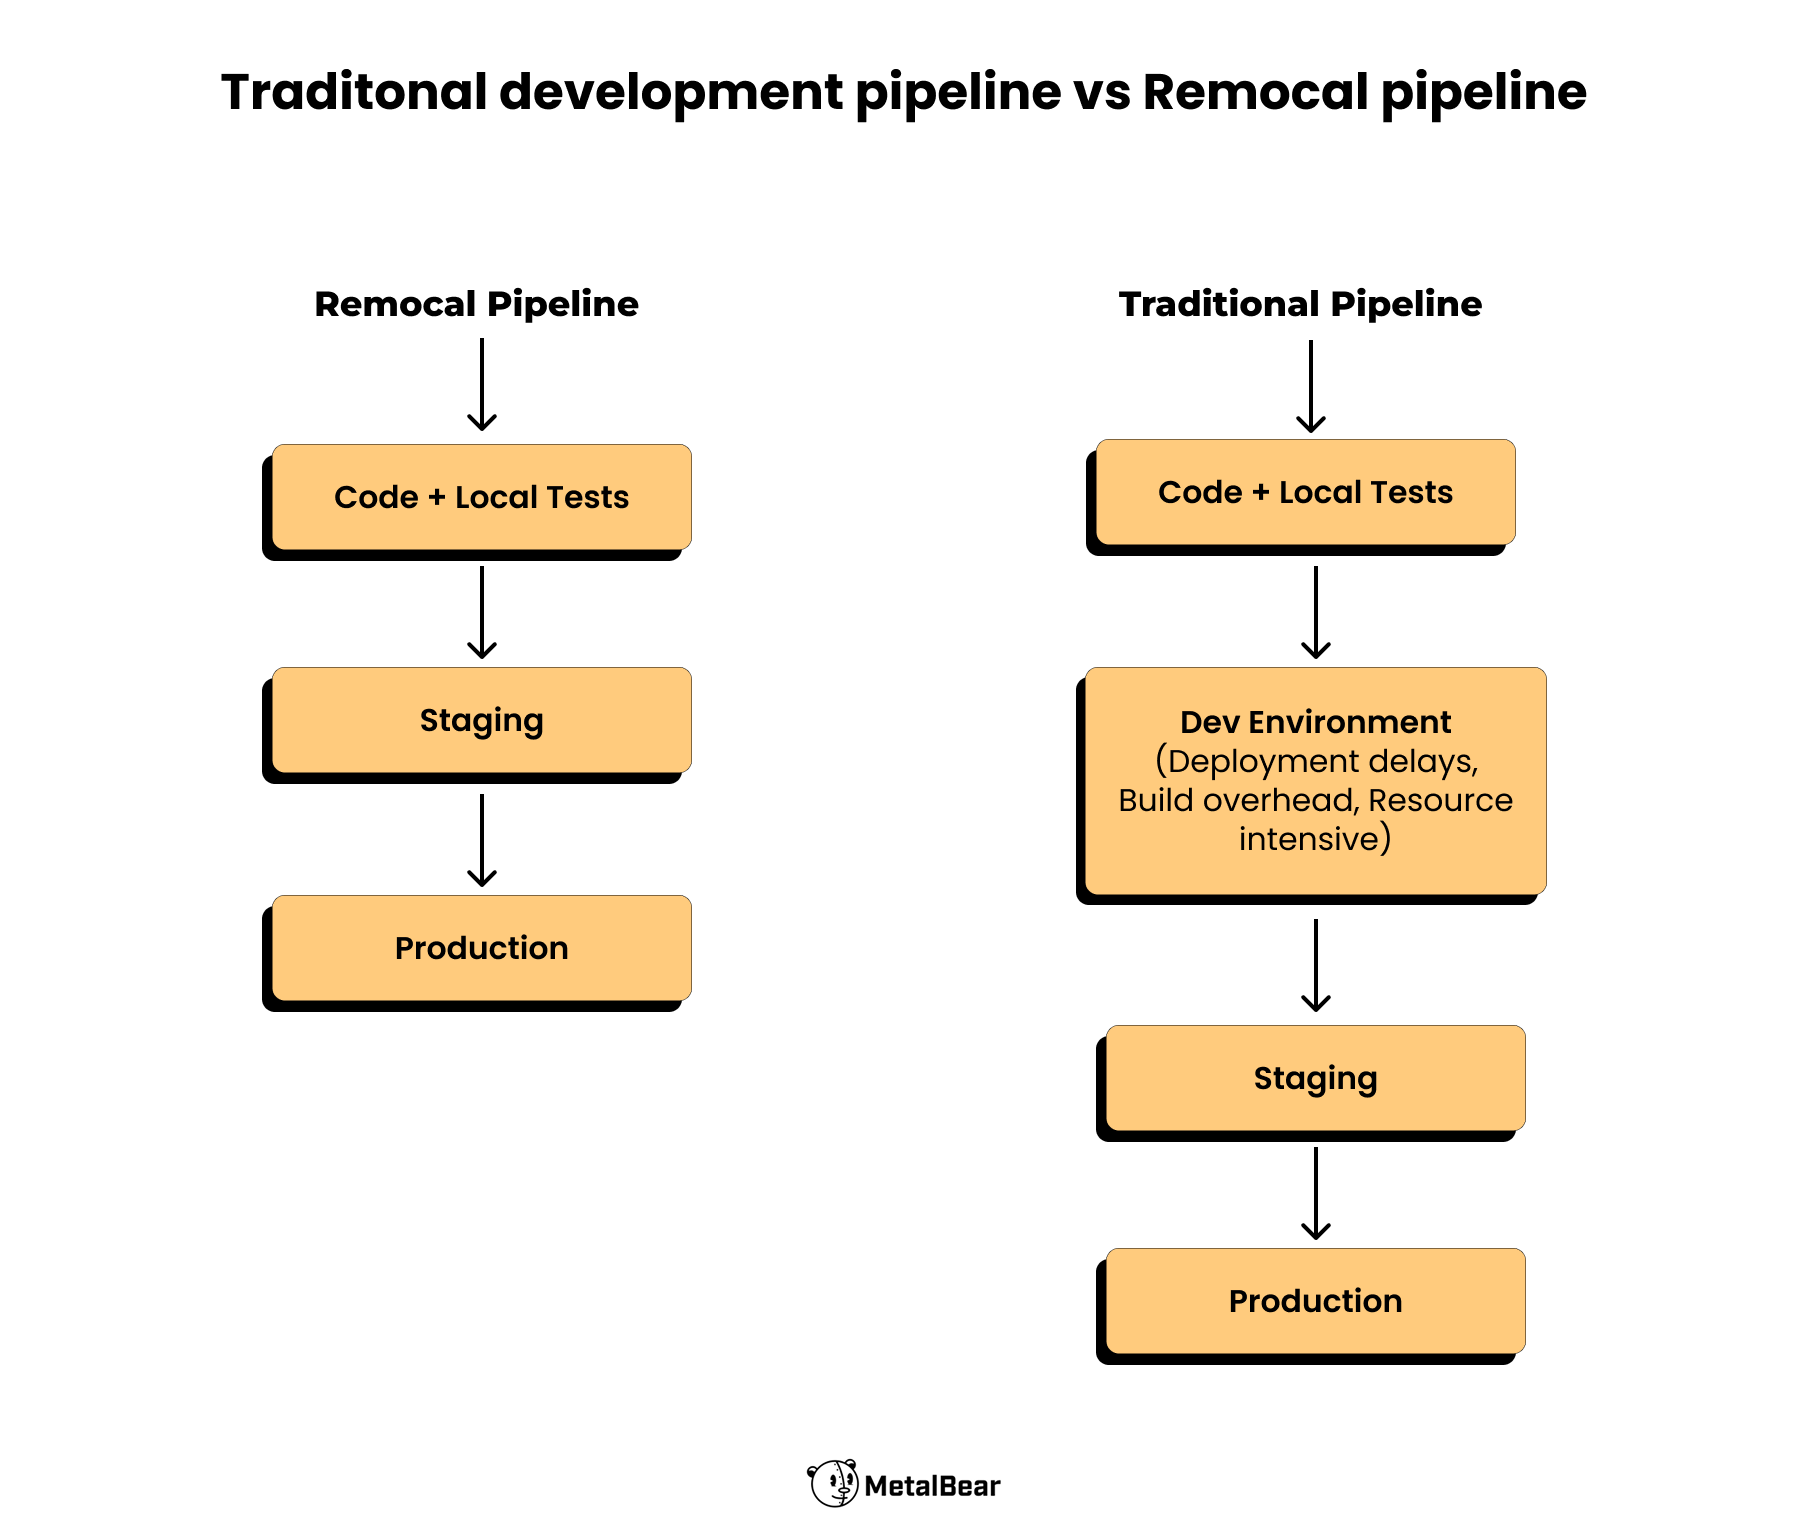 Traditonal development pipeline vs Remocal pipeline
Remocal Pipeline
Code + Local Tests
Staging
Production
Traditional Pipeline
Code + Local Tests
Dev Environment
(Deployment delays,
Build overhead, Resource
intensive)
Staging
Production
MetalBear